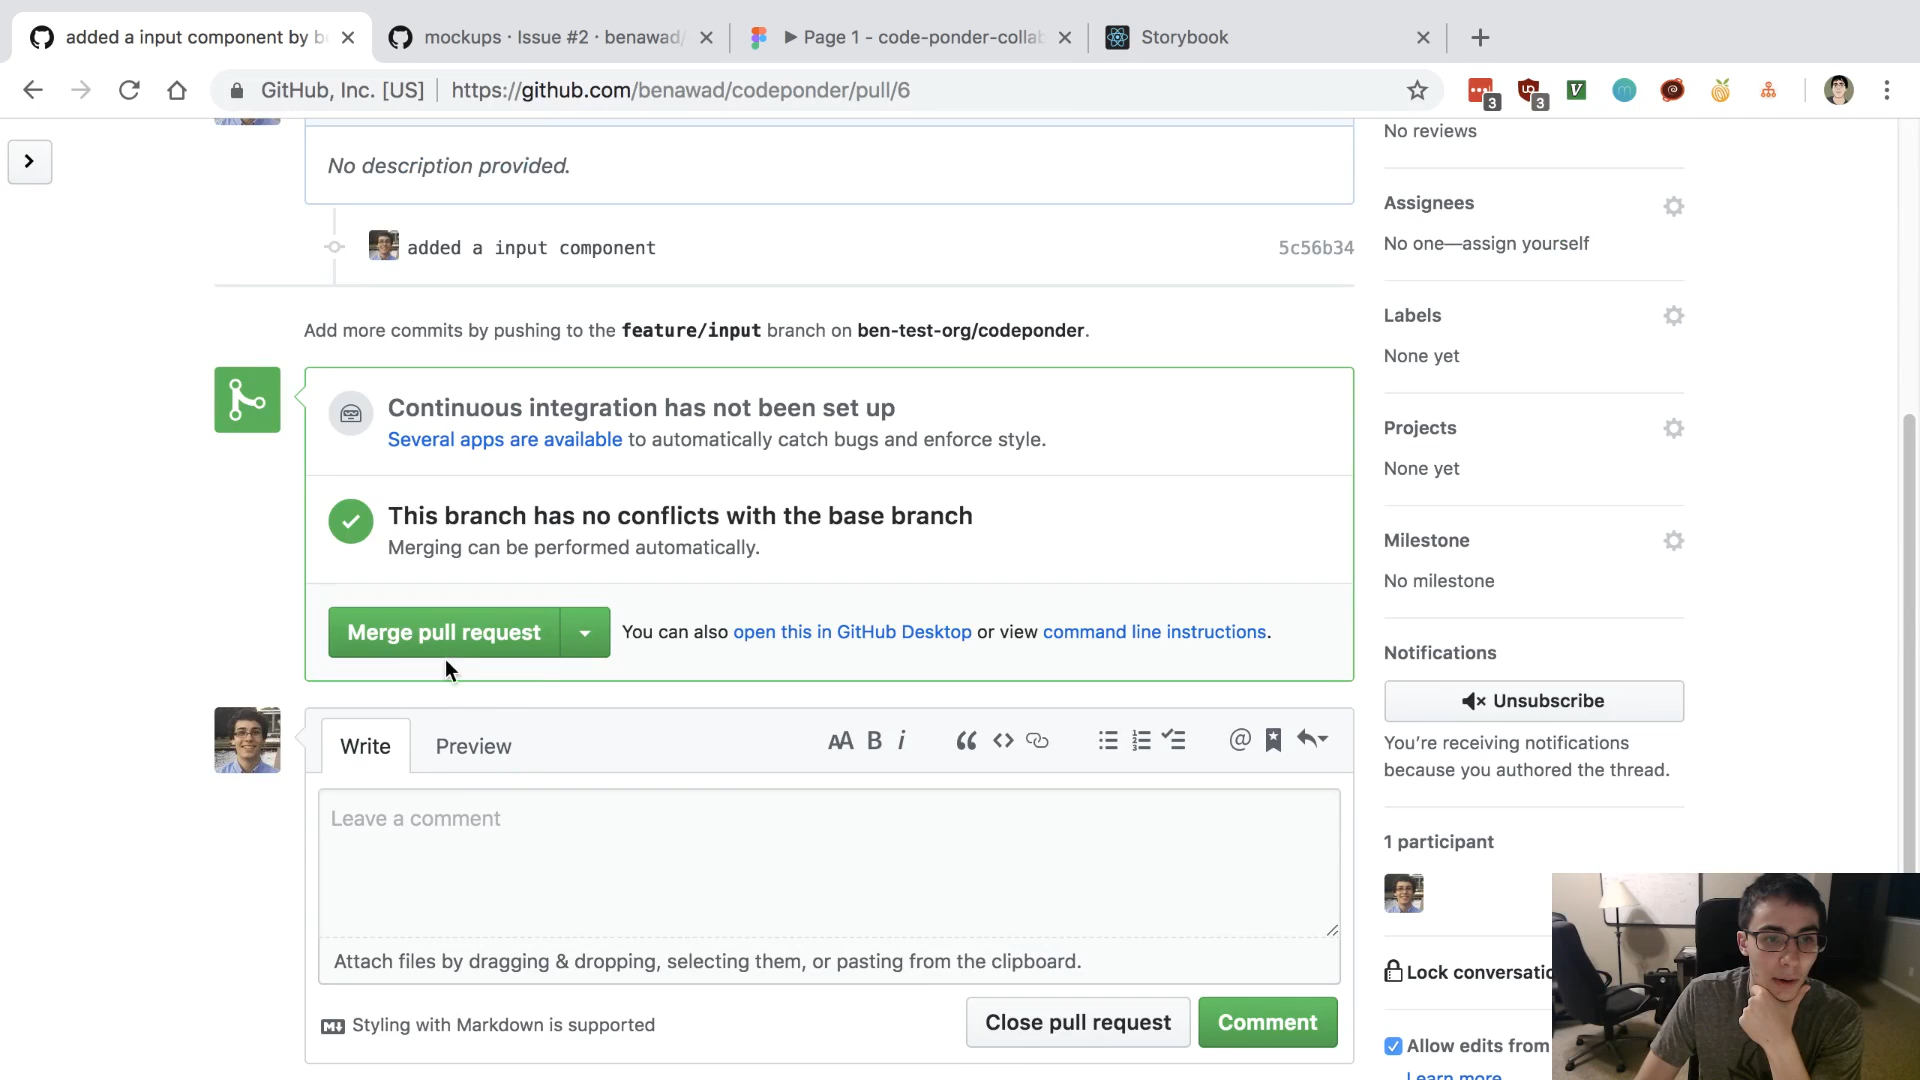 added a input component by b
mockups · Issue #2 · benawad/
▶ Page 1 - code-ponder-collab
Storybook
GitHub, Inc. [US]
https://github.com/benawad/codeponder/pull/6
3
3
V
m
No description provided.
added a input component
5c56b34
Add more commits by pushing to the feature/input branch on ben-test-org/codeponder.
Continuous integration has not been set up
Several apps are available to automatically catch bugs and enforce style.
This branch has no conflicts with the base branch
Merging can be performed automatically.
Merge pull request
You can also open this in GitHub Desktop or view command line instructions.
Write
Preview
AA B i
Leave a comment
Attach files by dragging & dropping, selecting them, or pasting from the clipboard.
Styling with Markdown is supported
Close pull request
Comment
No reviews
Assignees
No one—assign yourself
Labels
None yet
Projects
None yet
Milestone
No milestone
Notifications
Unsubscribe
You're receiving notifications
because you authored the thread.
1 participant
Lock conversatio
Allow edits from
Learn more